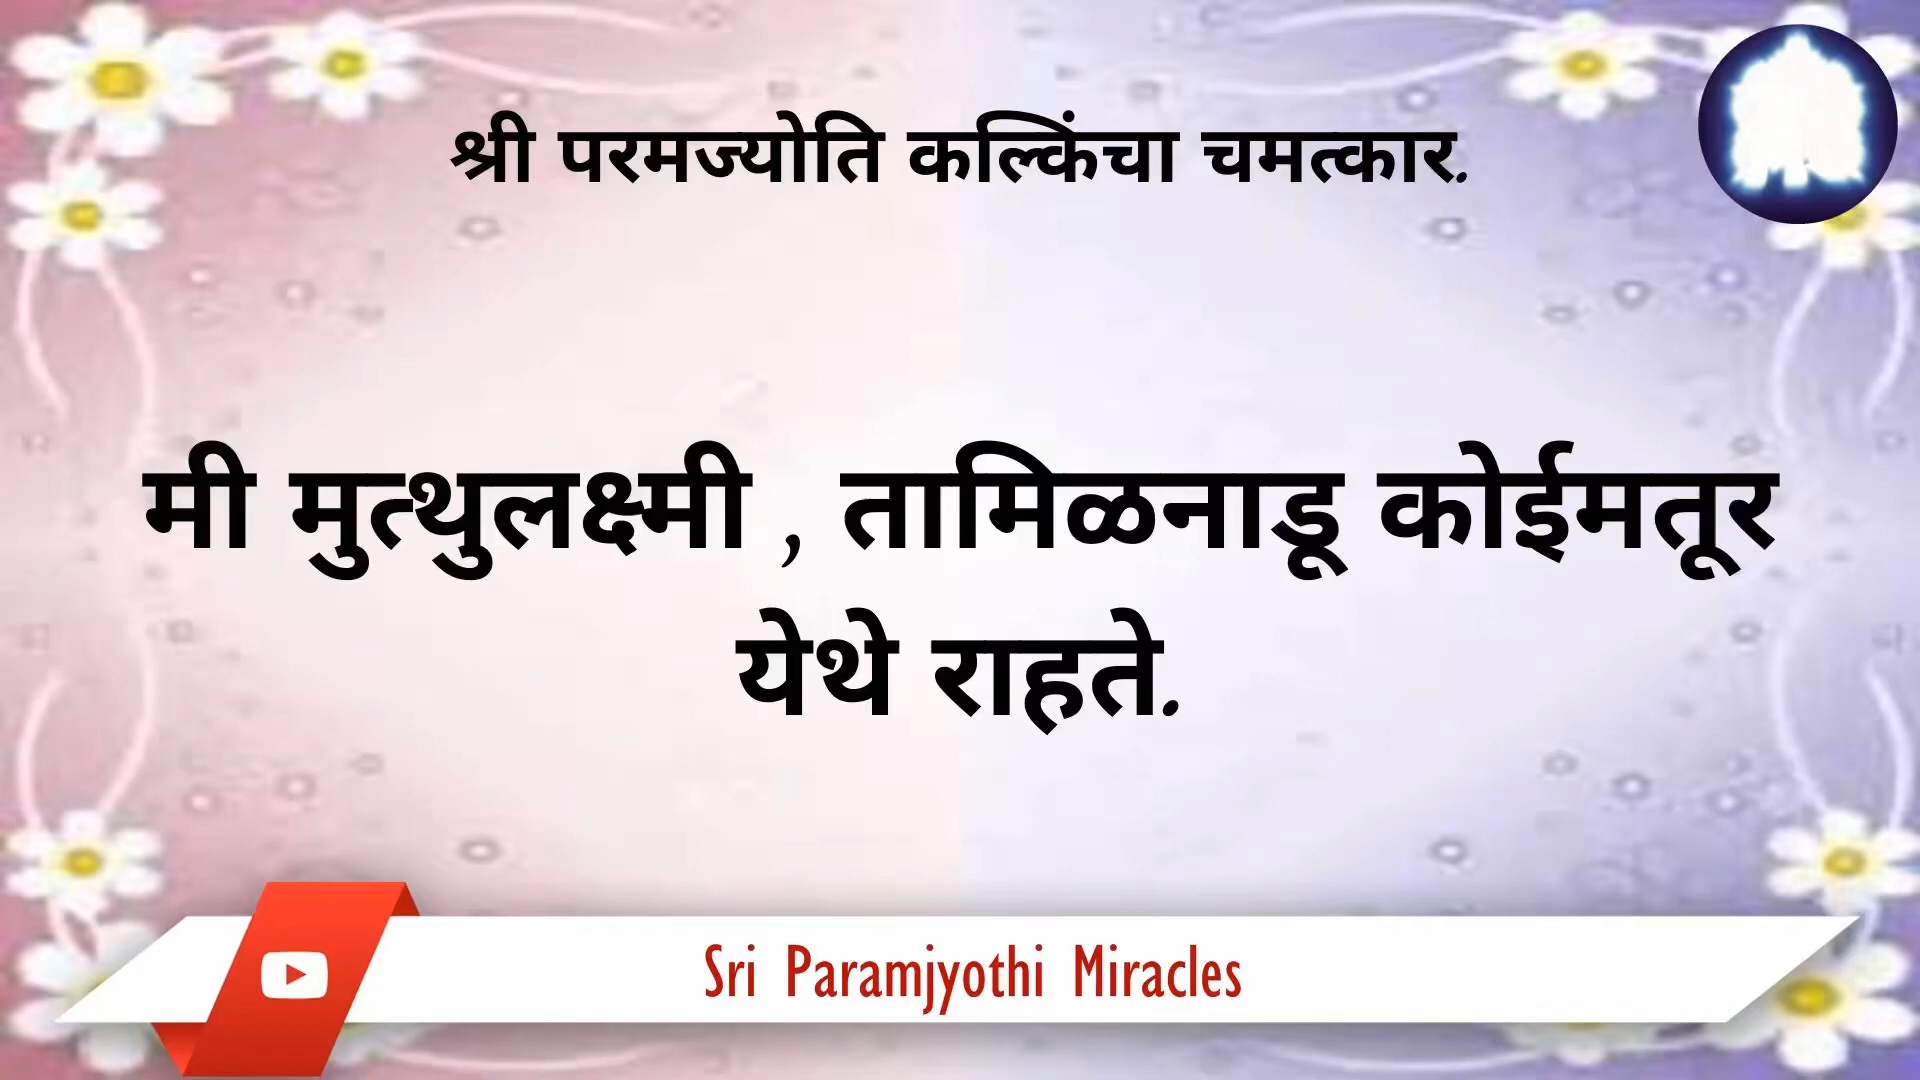 श्री परमज्योति कल्किंचा चमत्कार.
मी मुत्थुलक्ष्मी , तामिळनाडू कोईमतूर
येथे राहते.
Sri Paramjyothi Miracles